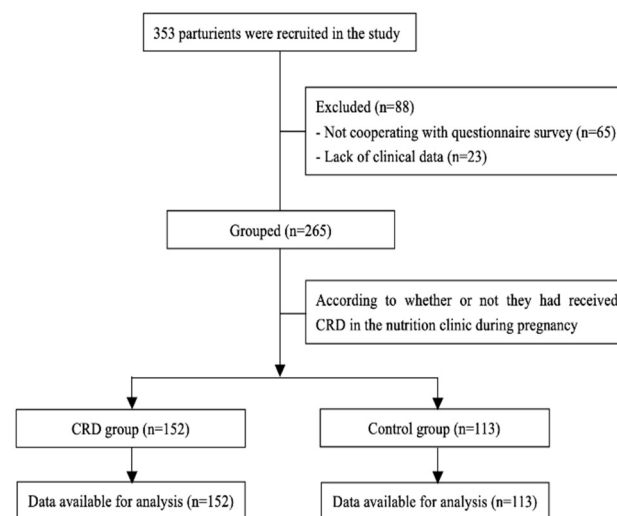 353 parturients were recruited in the study
Excluded (n=88)
- Not cooperating with questionnaire survey (n=65)
- Lack of clinical data (n=23)
Grouped (n=265)
According to whether or not they had received
CRD in the nutrition clinic during pregnancy
CRD group (n=152)
Control group (n=113)
Data available for analysis (n=152)
Data available for analysis (n=113)